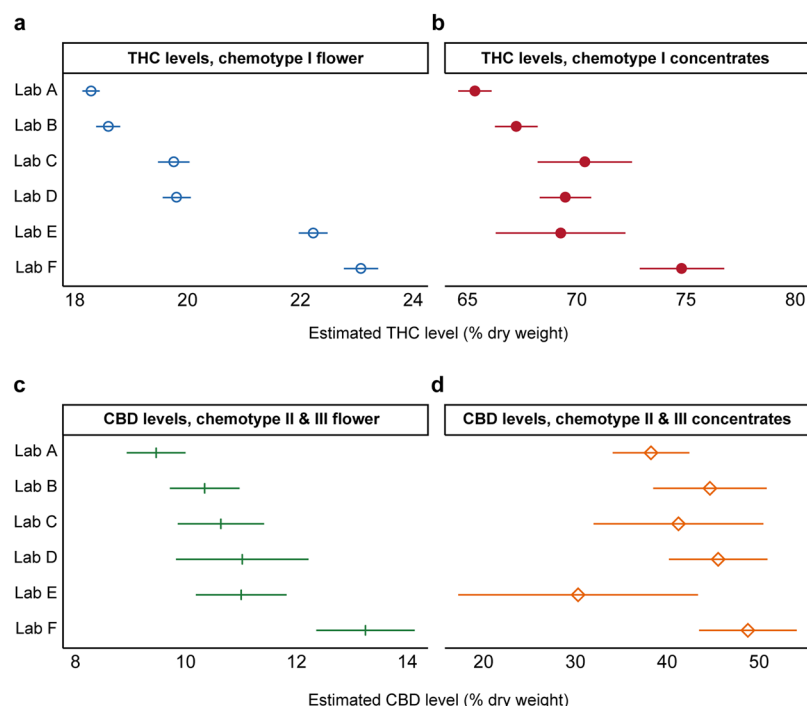 a
b
THC levels, chemotype I flower
THC levels, chemotype I concentrates
Lab A
Lab B
Lab C
Lab D
Lab E
Lab F
18 20 22 24
65 70 75 80
Estimated THC level (% dry weight)
c
d
CBD levels, chemotype II & III flower
CBD levels, chemotype II & III concentrates
Lab A
Lab B
Lab C
Lab D
Lab E
Lab F
8 10 12 14
20 30 40 50
Estimated CBD level (% dry weight)